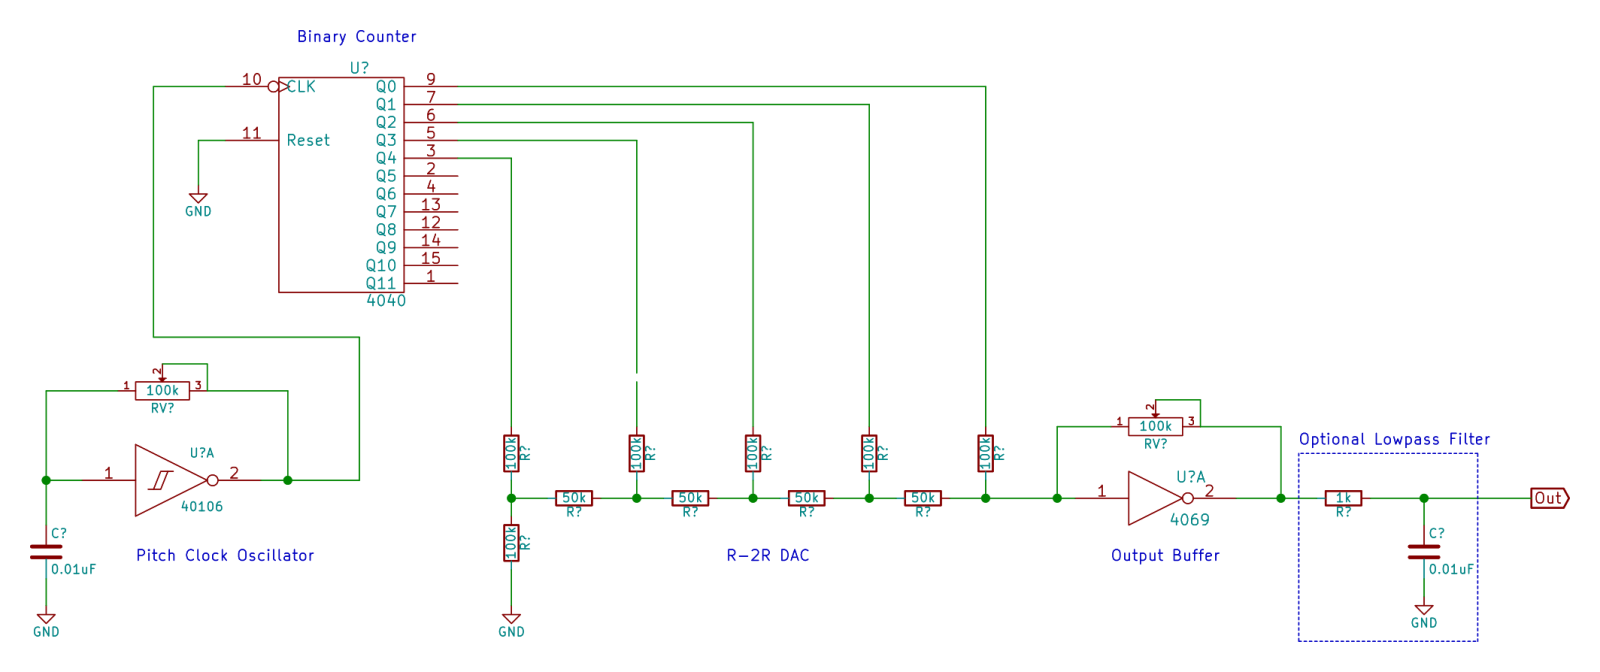 Binary Counter
U?
10
CLK
11
Reset
Q0
9
Q1
7
Q2
6
Q3
5
Q4
3
Q5
2
Q6
4
Q7
13
Q8
12
Q9
14
Q10
15
Q11
1
4040
GND
1
2
3
100k
RV?
1
U?A
2
40106
C?
0.01uF
GND
Pitch Clock Oscillator
100k
R?
100k
R?
100k
R?
100k
R?
100k
R?
50k
R?
50k
R?
50k
R?
50k
R?
100k
R?
GND
R-2R DAC
1
2
3
100k
RV?
1
U?A
2
4069
Output Buffer
Optional Lowpass Filter
1k
R?
C?
0.01uF
GND
Out